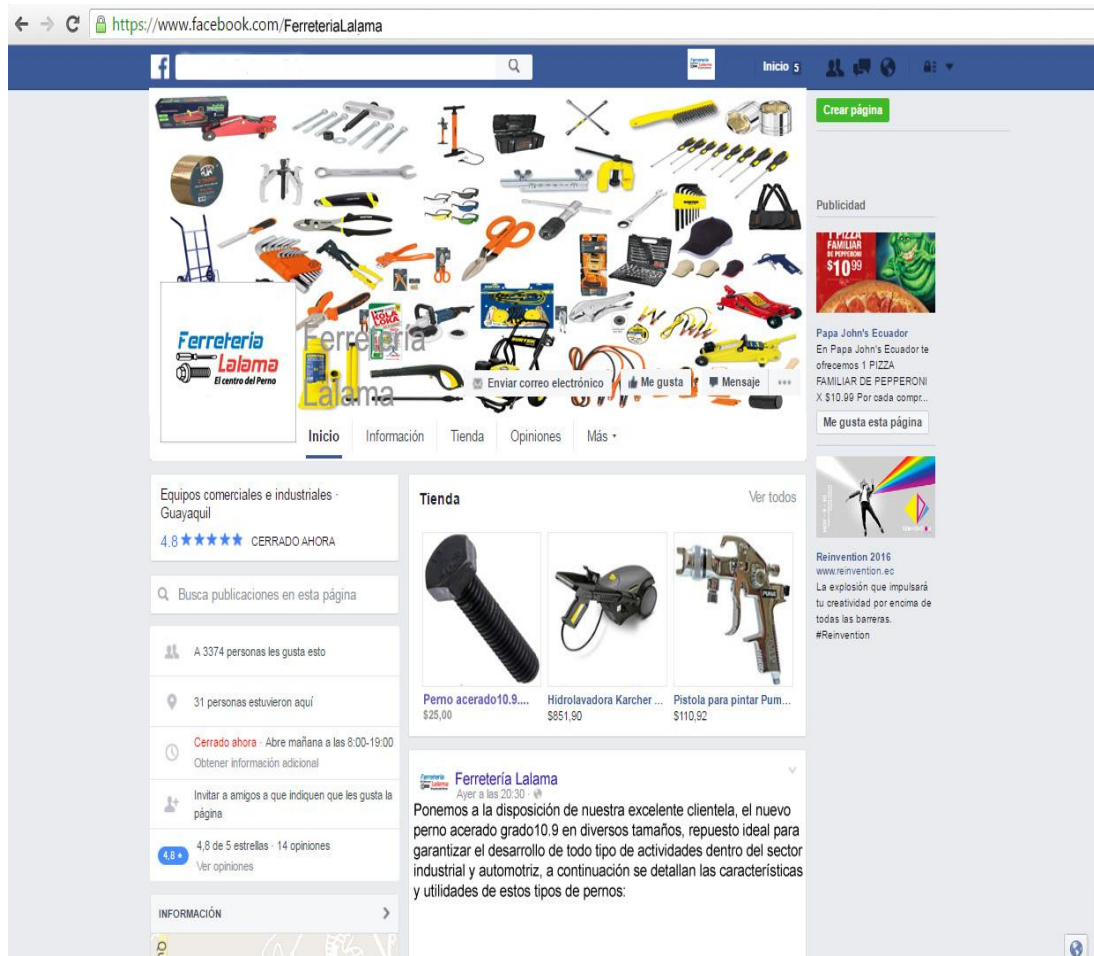 https://www.facebook.com/FerreteriaLalama
Inicio 5
Crear página
Ferretería
Lalama
El centro del Perno
Ferretería
Lalama
Enviar correo electrónico
Me gusta
Mensaje
Inicio
Información
Tienda
Opiniones
Más
Equipos comerciales e industriales ·
Guayaquil
4.8 ★★★★★ CERRADO AHORA
Busca publicaciones en esta página
A 3374 personas les gusta esto
31 personas estuvieron aquí
Cerrado ahora · Abre mañana a las 8:00-19:00
Obtener información adicional
Invitar a amigos a que indiquen que les gusta la
página
4,8 ★
4,8 de 5 estrellas · 14 opiniones
Ver opiniones
INFORMACIÓN
Tienda
Ver todos
Perno acerado10.9....
$25,00
Hidrolavadora Karcher ...
$851,90
Pistola para pintar Pum...
$110,92
Ferretería Lalama
Ayer a las 20:30 ·
Ponemos a la disposición de nuestra excelente clientela, el nuevo
perno acerado grado10.9 en diversos tamaños, repuesto ideal para
garantizar el desarrollo de todo tipo de actividades dentro del sector
industrial y automotriz, a continuación se detallan las características
y utilidades de estos tipos de pernos:
Publicidad
1 PIZZA
FAMILIAR
DE PEPPERONI
$10.99
Papa John's Ecuador
En Papa John's Ecuador te
ofrecemos 1 PIZZA
FAMILIAR DE PEPPERONI
X $10.99 Por cada compr...
Me gusta esta página
Reinvention 2016
www.reinvention.ec
La explosión que impulsará
tu creatividad por encima de
todas las barreras.
#Reinvention